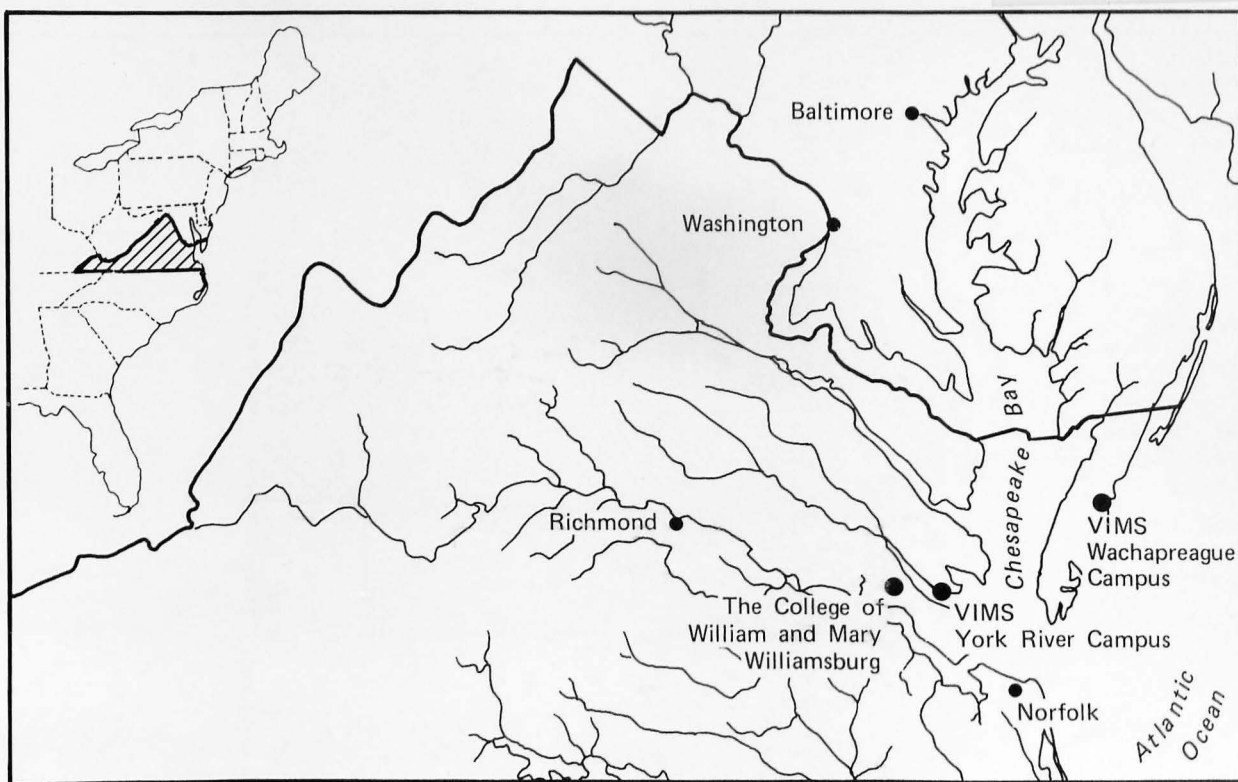 Baltimore
Washington
Chesapeake Bay
Richmond
VIMS
Wachapreague
Campus
The College of
William and Mary
Williamsburg
VIMS
York River Campus
Norfolk
Atlantic
Ocean